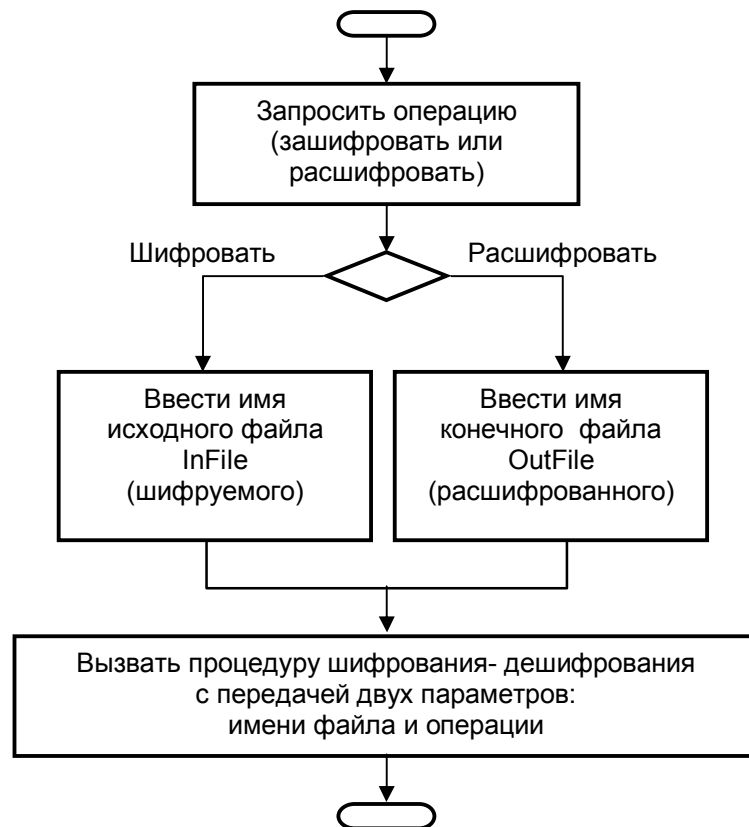 Запросить операцию
(зашифровать или
расшифровать)
Шифровать
Расшифровать
Ввести имя
исходного файла
InFile
(шифруемого)
Ввести имя
конечного файла
OutFile
(расшифрованного)
Вызвать процедуру шифрования- дешифрования
с передачей двух параметров:
имени файла и операции